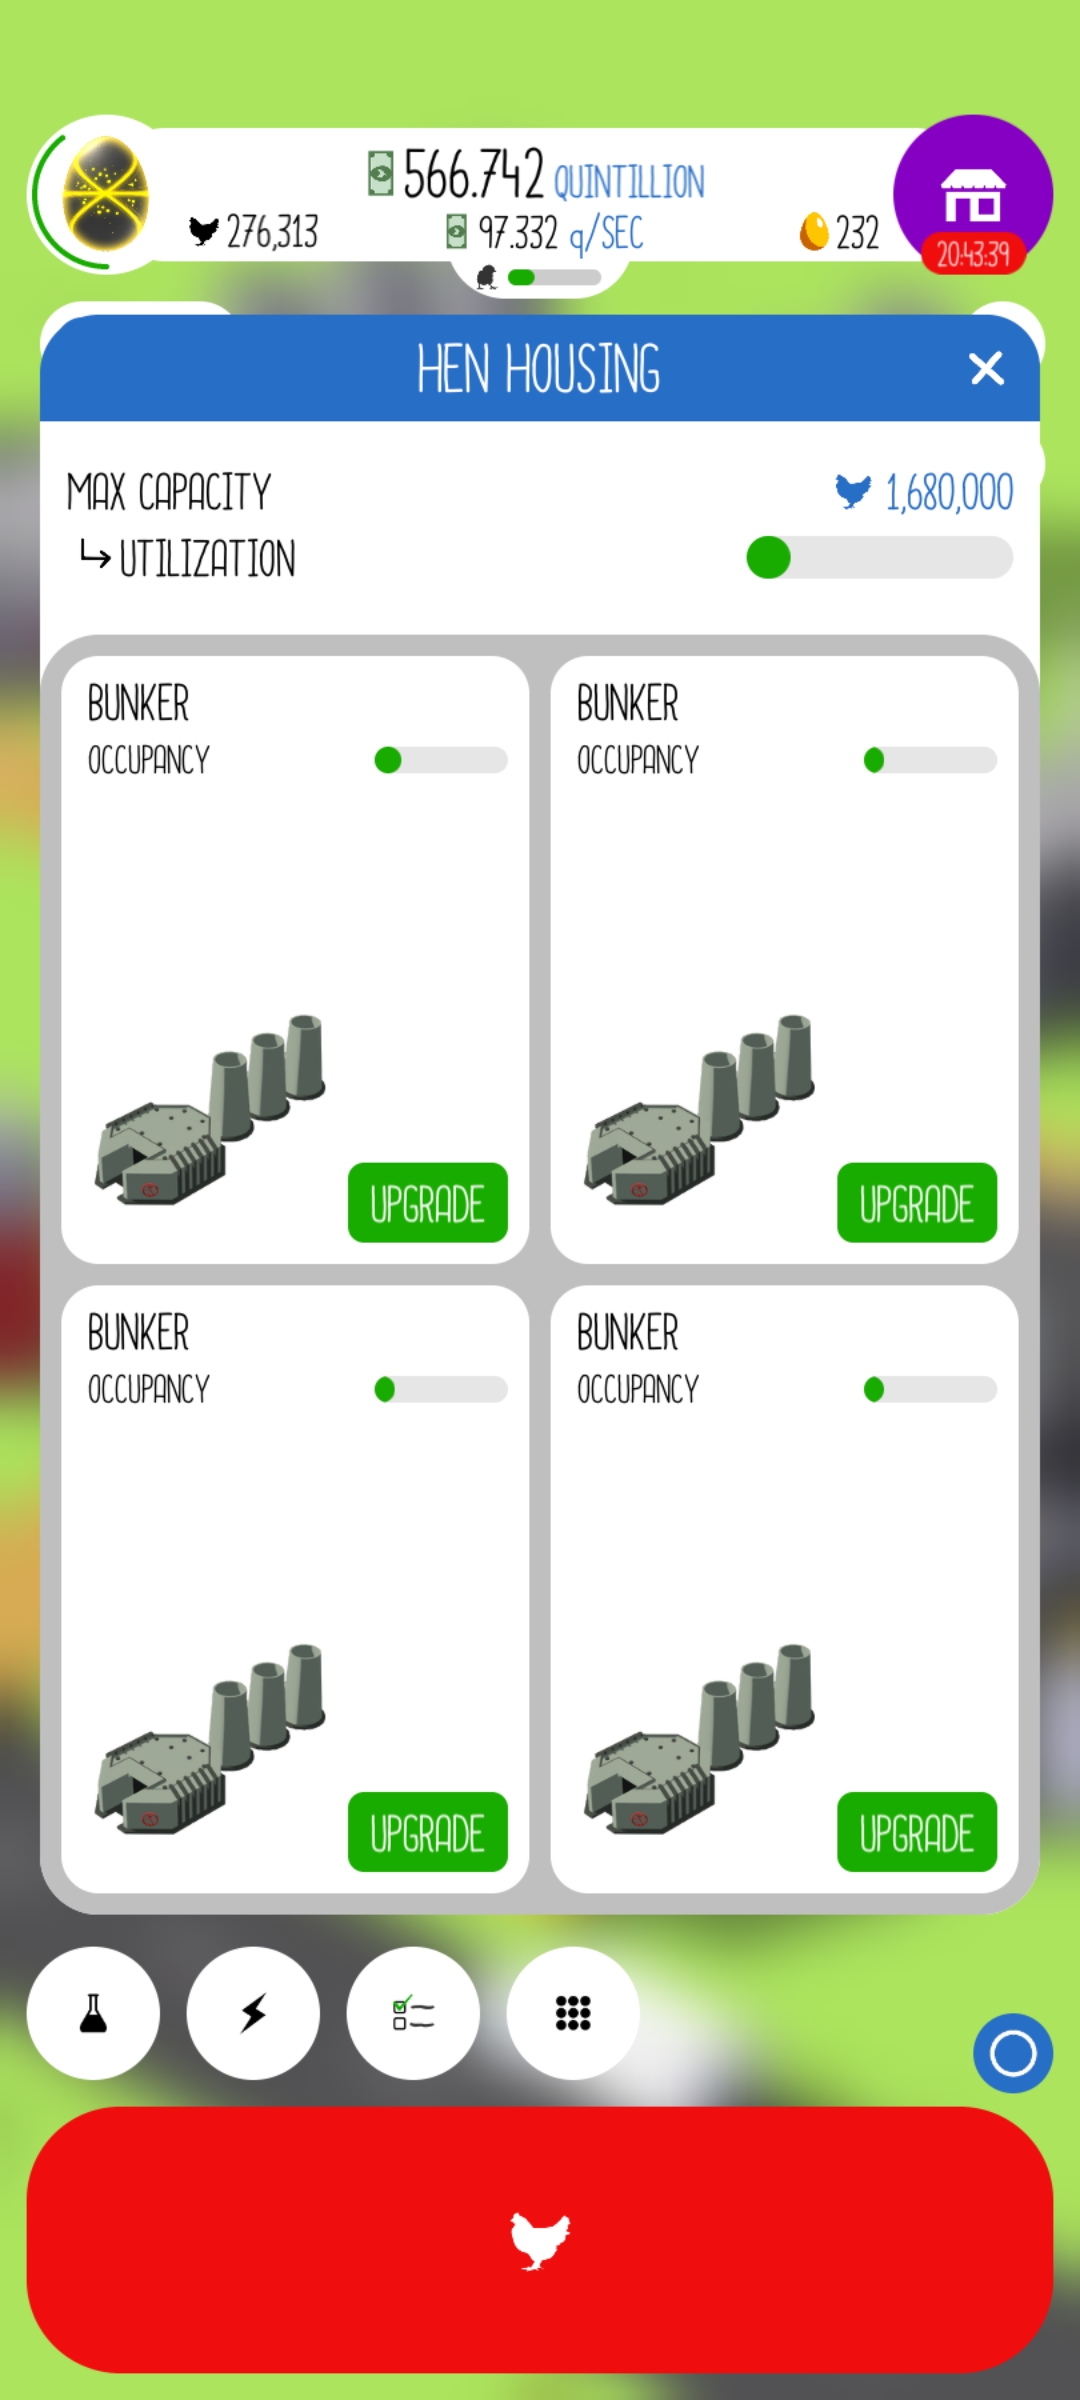 566.742 QUINTILLION
276,313 97.332 q/SEC 232
20:43:39
HEN HOUSING
MAX CAPACITY 1,680,000
UTILIZATION
BUNKER BUNKER
OCCUPANCY OCCUPANCY
UPGRADE UPGRADE
BUNKER BUNKER
OCCUPANCY OCCUPANCY
UPGRADE UPGRADE